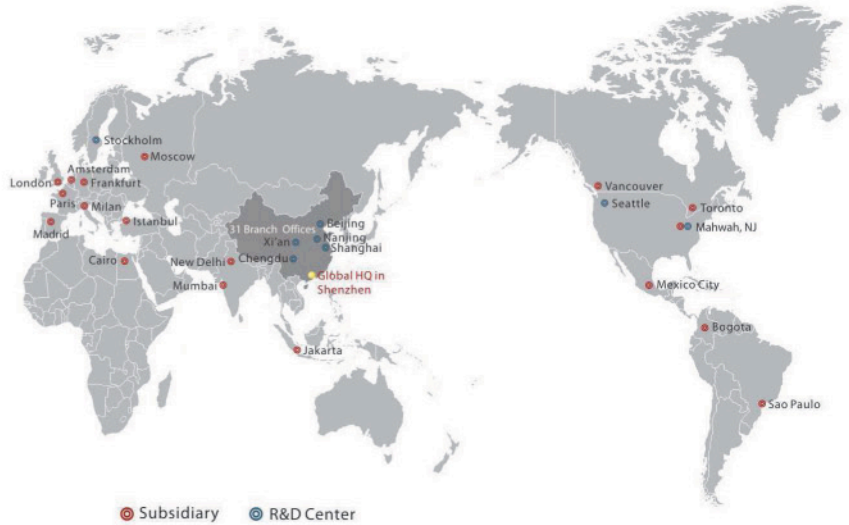 Stockholm
Moscow
Amsterdam
London
Frankfurt
Paris
Milan
Madrid
Istanbul
Cairo
New Delhi
Mumbai
31 Branch Offices
Beijing
Xi'an
Nanjing
Shanghai
Chengdu
Global HQ in
Shenzhen
Jakarta
Vancouver
Seattle
Toronto
Mahwah, NJ
Mexico City
Bogota
Sao Paulo
Subsidiary
R&D Center